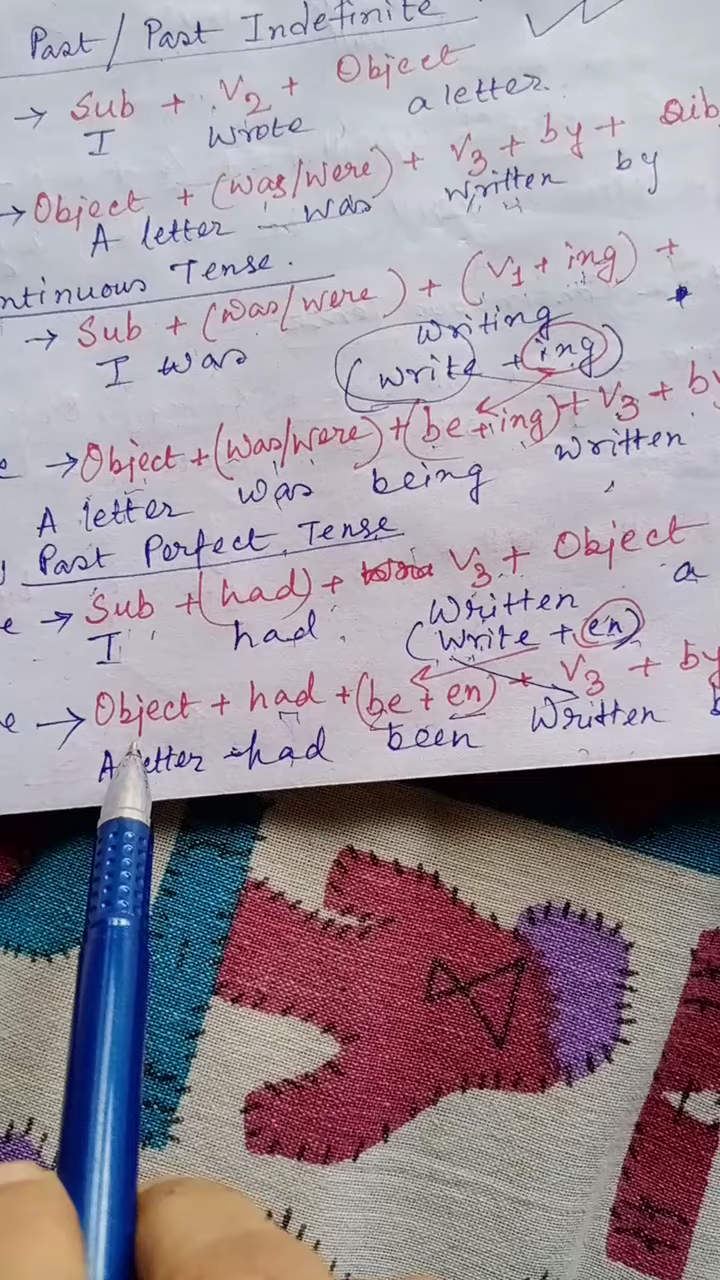 Past / Past Indefinite
→ Sub + V2 + Object
I wrote a letter.
→ Object + (was/were) + V3 + by + Sub
A letter was written by
ntinuous Tense.
→ Sub + (was/were) + (V1 + ing) +
I was writing
(write + ing)
e → Object + (was/were) + (be + ing) + V3 + by
A letter was being written
Past Perfect Tense
e → Sub + (had) + V3 + Object
I had written a
(write + en)
e → Object + had + (be + en) + V3 + by
A letter had been written b